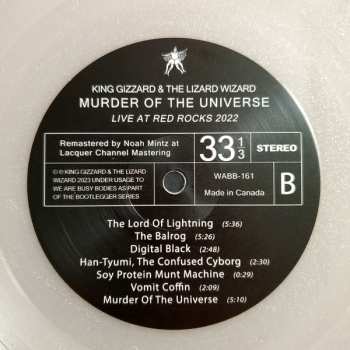 KING GIZZARD & THE LIZARD WIZARD
MURDER OF THE UNIVERSE
LIVE AT RED ROCKS 2022
Remastered by Noah Mintz at
Lacquer Channel Mastering
33 1/3 STEREO
© ℗ KING GIZZARD & THE LIZARD
WIZARD 2023 UNDER USAGE TO
WE ARE BUSY BODIES AS PART
OF THE BOOTLEGGER SERIES
WABB-161
Made in Canada
B
The Lord Of Lightning (5:36)
The Balrog (5:26)
Digital Black (2:48)
Han-Tyumi, The Confused Cyborg (2:30)
Soy Protein Munt Machine (0:29)
Vomit Coffin (2:09)
Murder Of The Universe (5:10)